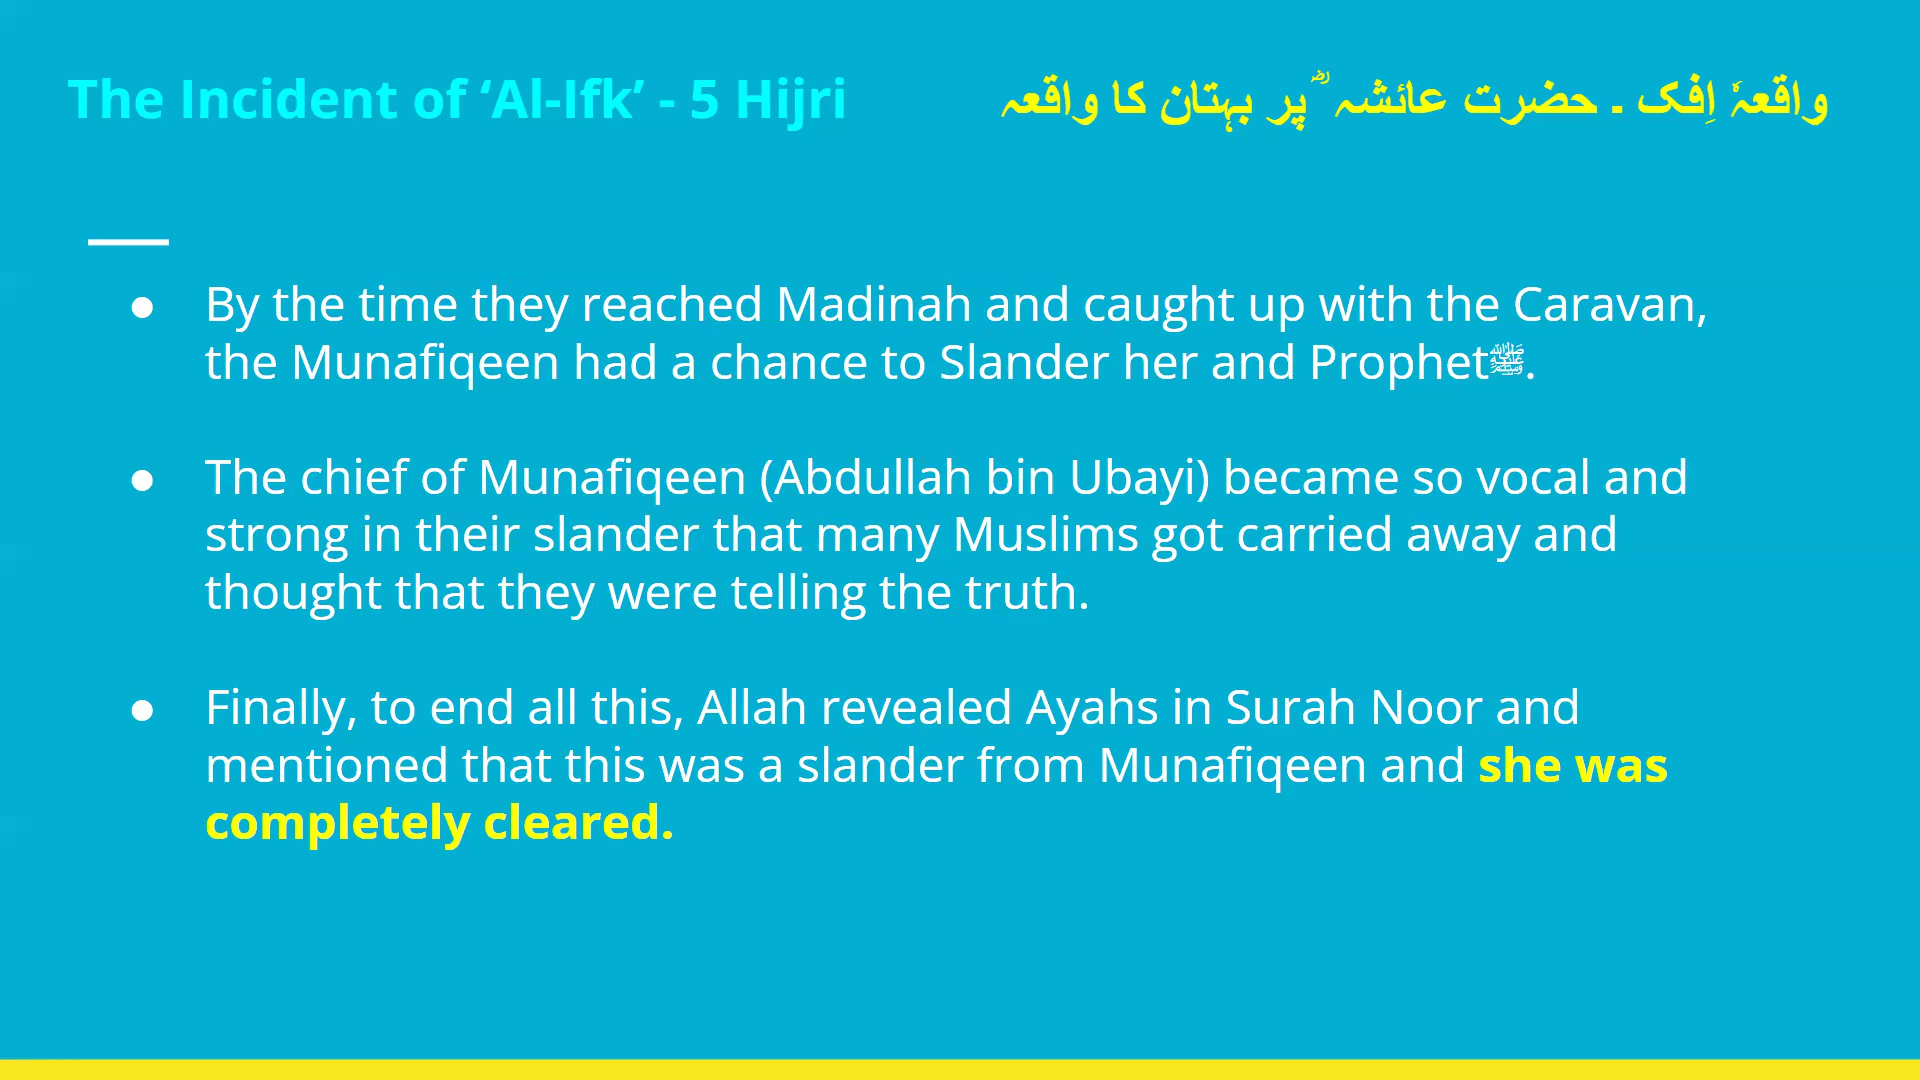 The Incident of ‘Al-Ifk’ - 5 Hijri
واقعہٗ اِفک ۔ حضرت عائشہ ؓ پر بہتان کا واقعہ
● By the time they reached Madinah and caught up with the Caravan,
the Munafiqeen had a chance to Slander her and Prophetﷺ.
● The chief of Munafiqeen (Abdullah bin Ubayi) became so vocal and
strong in their slander that many Muslims got carried away and
thought that they were telling the truth.
● Finally, to end all this, Allah revealed Ayahs in Surah Noor and
mentioned that this was a slander from Munafiqeen and she was
completely cleared.